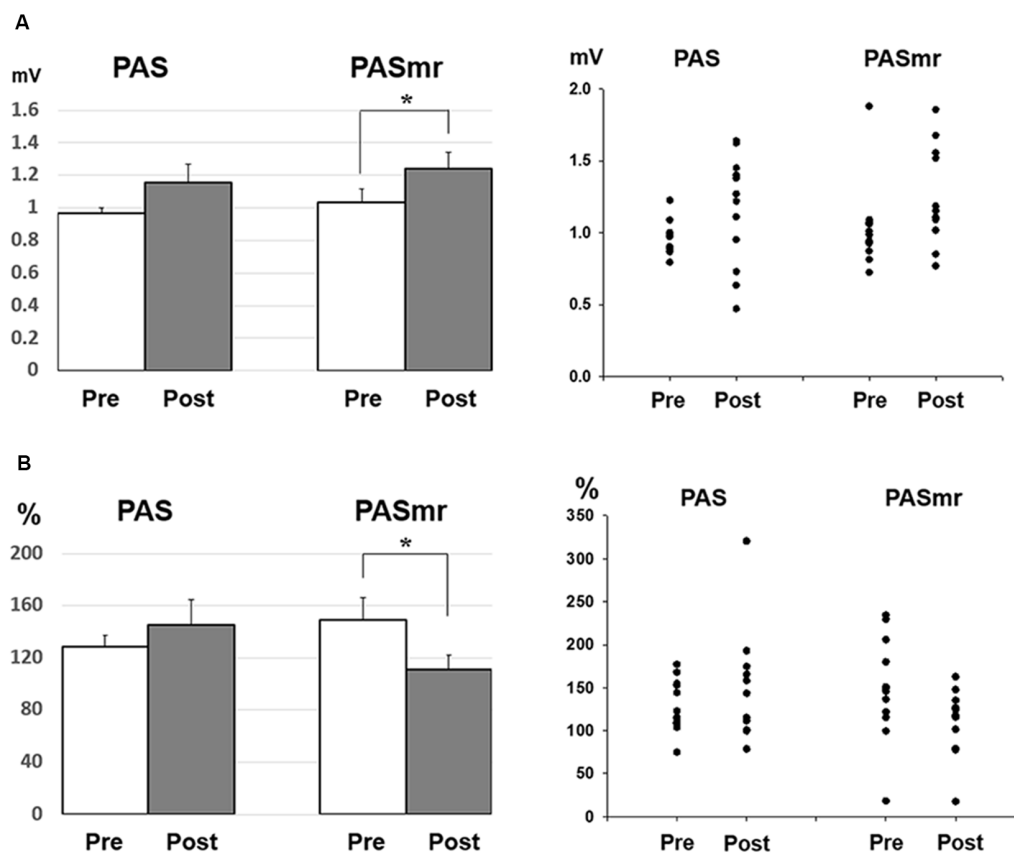 A
mV
PAS
PASmr
1.6
*
1.4
1.2
1
0.8
0.6
0.4
0.2
0
Pre
Post
Pre
Post
mV
PAS
PASmr
2.0
1.5
1.0
0.5
0.0
Pre
Post
Pre
Post
B
%
PAS
PASmr
*
200
160
120
80
40
0
Pre
Post
Pre
Post
%
PAS
PASmr
350
300
250
200
150
100
50
0
Pre
Post
Pre
Post